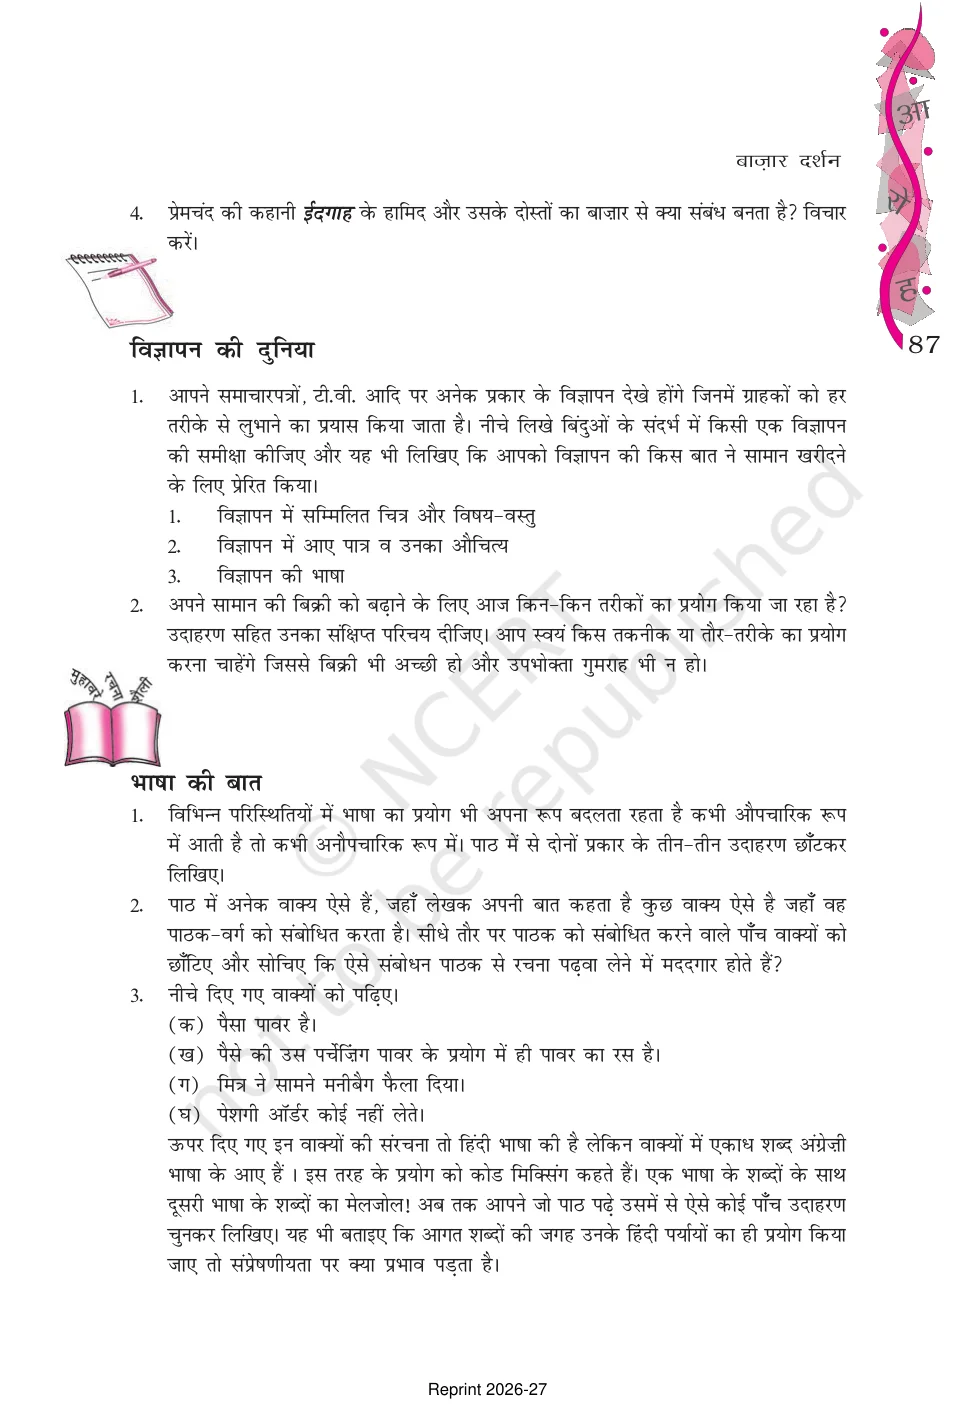 बाज़ार दर्शन
87
4. प्रेमचंद की कहानी ईदगाह के हामिद और उसके दोस्तों का बाज़ार से क्या संबंध बनता है? विचार
करें।
विज्ञापन की दुनिया
1. आपने समाचारपत्रों, टी.वी. आदि पर अनेक प्रकार के विज्ञापन देखे होंगे जिनमें ग्राहकों को हर
तरीके से लुभाने का प्रयास किया जाता है। नीचे लिखे बिंदुओं के संदर्भ में किसी एक विज्ञापन
की समीक्षा कीजिए और यह भी लिखिए कि आपको विज्ञापन की किस बात ने सामान खरीदने
के लिए प्रेरित किया।
1. विज्ञापन में सम्मिलित चित्र और विषय-वस्तु
2. विज्ञापन में आए पात्र व उनका औचित्य
3. विज्ञापन की भाषा
2. अपने सामान की बिक्री को बढ़ाने के लिए आज किन-किन तरीकों का प्रयोग किया जा रहा है?
उदाहरण सहित उनका संक्षिप्त परिचय दीजिए। आप स्वयं किस तकनीक या तौर-तरीके का प्रयोग
करना चाहेंगे जिससे बिक्री भी अच्छी हो और उपभोक्ता गुमराह भी न हो।
मुहावरे रचना शैली
भाषा की बात
1. विभिन्न परिस्थितियों में भाषा का प्रयोग भी अपना रूप बदलता रहता है कभी औपचारिक रूप
में आती है तो कभी अनौपचारिक रूप में। पाठ में से दोनों प्रकार के तीन-तीन उदाहरण छाँटकर
लिखिए।
2. पाठ में अनेक वाक्य ऐसे हैं, जहाँ लेखक अपनी बात कहता है कुछ वाक्य ऐसे है जहाँ वह
पाठक-वर्ग को संबोधित करता है। सीधे तौर पर पाठक को संबोधित करने वाले पाँच वाक्यों को
छाँटिए और सोचिए कि ऐसे संबोधन पाठक से रचना पढ़वा लेने में मददगार होते हैं?
3. नीचे दिए गए वाक्यों को पढ़िए।
(क) पैसा पावर है।
(ख) पैसे की उस पर्चेज़िंग पावर के प्रयोग में ही पावर का रस है।
(ग) मित्र ने सामने मनीबैग फैला दिया।
(घ) पेशगी ऑर्डर कोई नहीं लेते।
ऊपर दिए गए इन वाक्यों की संरचना तो हिंदी भाषा की है लेकिन वाक्यों में एकाध शब्द अंग्रेज़ी
भाषा के आए हैं । इस तरह के प्रयोग को कोड मिक्सिंग कहते हैं। एक भाषा के शब्दों के साथ
दूसरी भाषा के शब्दों का मेलजोल! अब तक आपने जो पाठ पढ़े उसमें से ऐसे कोई पाँच उदाहरण
चुनकर लिखिए। यह भी बताइए कि आगत शब्दों की जगह उनके हिंदी पर्यायों का ही प्रयोग किया
जाए तो संप्रेषणीयता पर क्या प्रभाव पड़ता है।
© NCERT
not to be republished
Reprint 2026-27